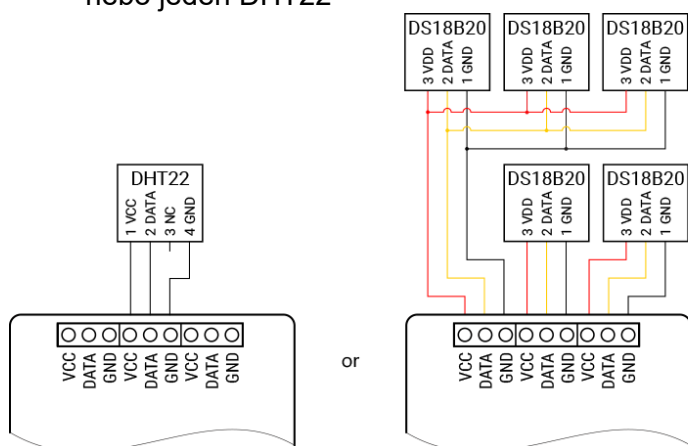 nebo jeden DHT22
DS18B20 DS18B20 DS18B20
3 VDD 2 DATA 1 GND 3 VDD 2 DATA 1 GND 3 VDD 2 DATA 1 GND
DHT22 DS18B20 DS18B20
1 VCC 2 DATA 3 NC 4 GND 3 VDD 2 DATA 1 GND 3 VDD 2 DATA 1 GND
VCC DATA GND VCC DATA GND VCC DATA GND
or
VCC DATA GND VCC DATA GND VCC DATA GND